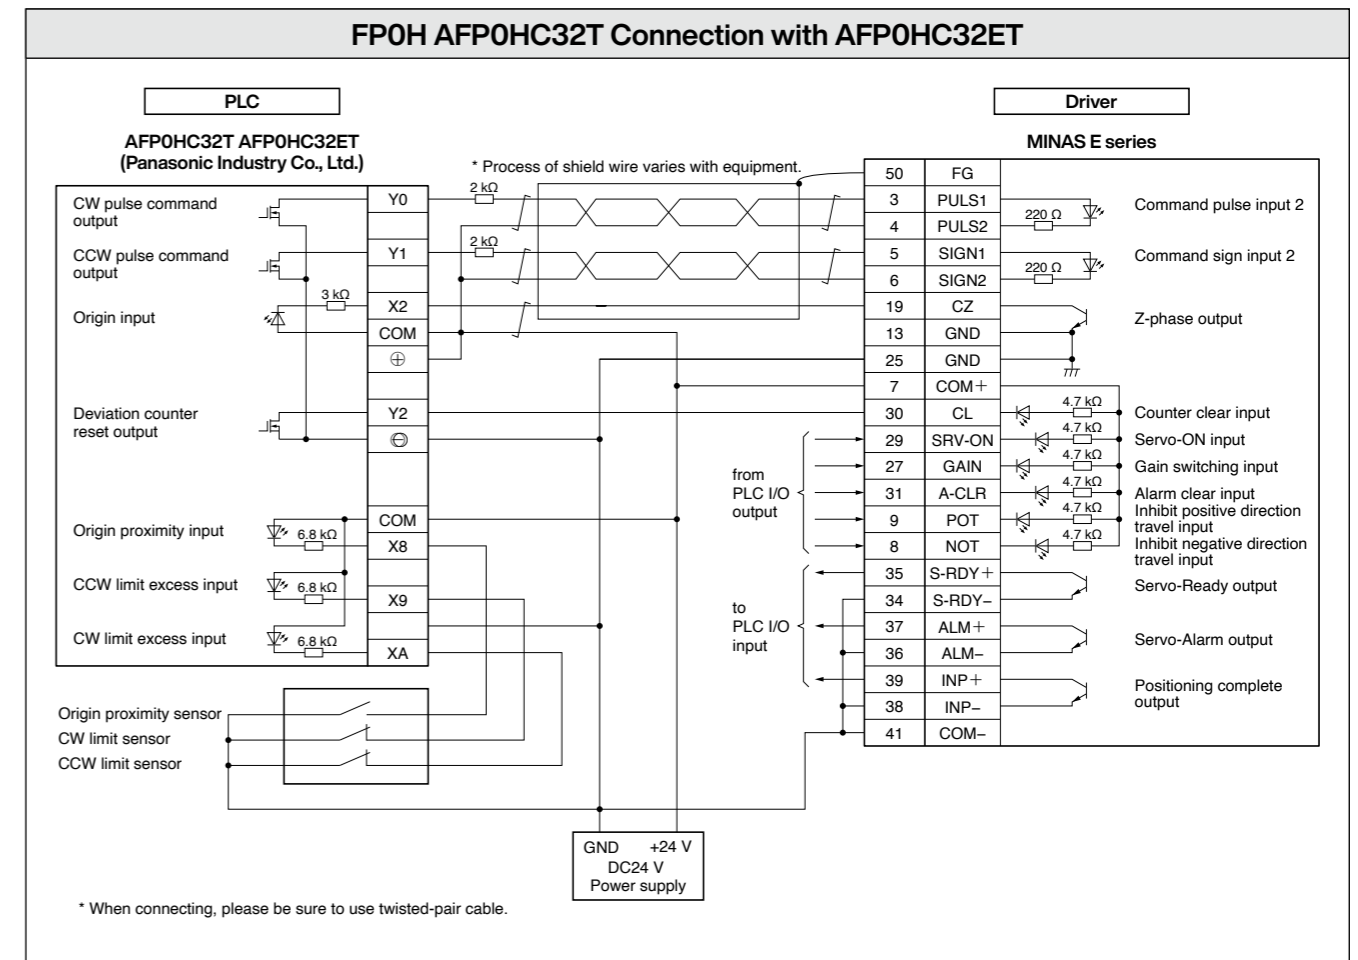 FP0H AFP0HC32T Connection with AFP0HC32ET
PLC
Driver
AFP0HC32T AFP0HC32ET
(Panasonic Industry Co., Ltd.)
MINAS E series
* Process of shield wire varies with equipment.
CW pulse command
output
CCW pulse command
output
Origin input
Deviation counter
reset output
Origin proximity input
CCW limit excess input
CW limit excess input
3 kΩ
6.8 kΩ
6.8 kΩ
6.8 kΩ
Y0
Y1
X2
COM
⊕
Y2
⊖
COM
X8
X9
XA
2 kΩ
2 kΩ
from
PLC I/O
output
to
PLC I/O
input
50 FG
3 PULS1
4 PULS2
5 SIGN1
6 SIGN2
19 CZ
13 GND
25 GND
7 COM+
30 CL
29 SRV-ON
27 GAIN
31 A-CLR
9 POT
8 NOT
35 S-RDY+
34 S-RDY−
37 ALM+
36 ALM−
39 INP+
38 INP−
41 COM−
220 Ω
220 Ω
4.7 kΩ
4.7 kΩ
4.7 kΩ
4.7 kΩ
4.7 kΩ
4.7 kΩ
Command pulse input 2
Command sign input 2
Z-phase output
Counter clear input
Servo-ON input
Gain switching input
Alarm clear input
Inhibit positive direction
travel input
Inhibit negative direction
travel input
Servo-Ready output
Servo-Alarm output
Positioning complete
output
Origin proximity sensor
CW limit sensor
CCW limit sensor
GND +24 V
DC24 V
Power supply
* When connecting, please be sure to use twisted-pair cable.